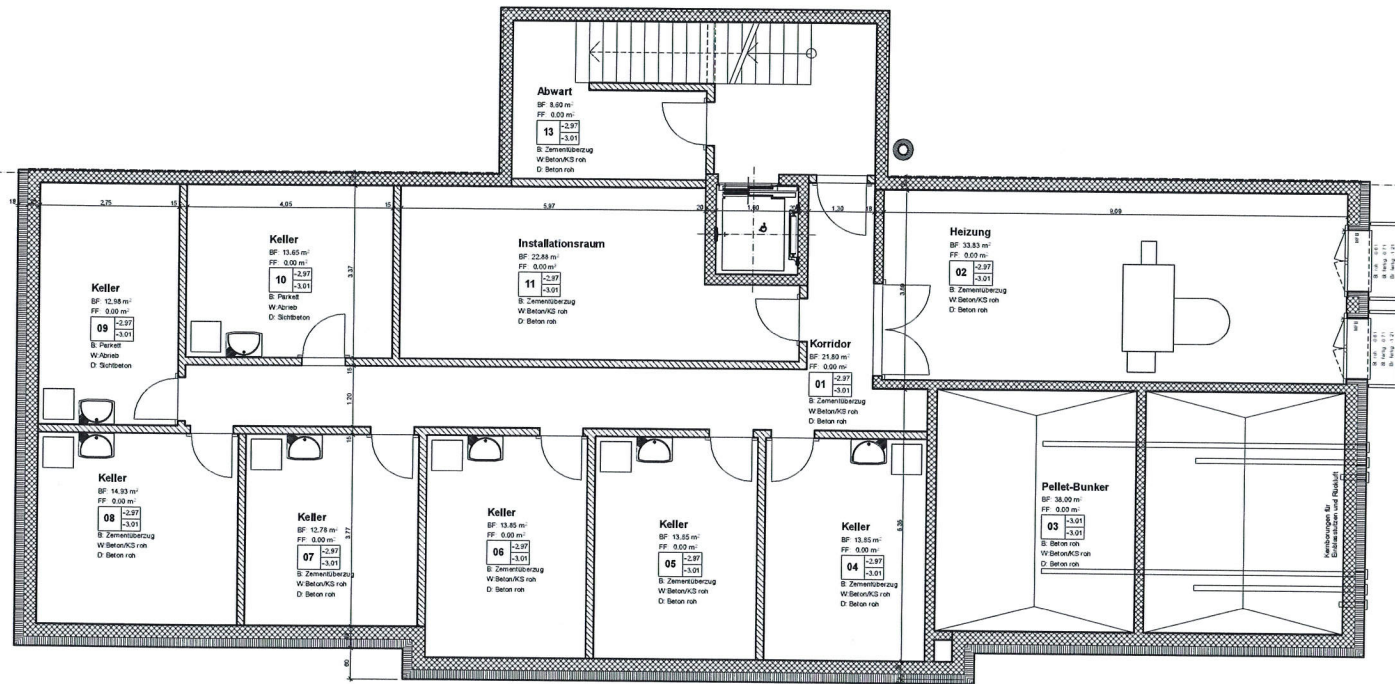 Abwart
BF: 8.60 m²
FF: 0.00 m²
13 -2,97
-3.01
B: Zementüberzug
W:Beton/KS roh
D: Beton roh
18
2,75
15
4,05
15
5,97
20
1,60
1,30
18
9,09
Keller
BF: 12.98 m²
FF: 0.00 m²
09 -2,97
-3.01
B: Parkett
W:Abrieb
D: Sichtbeton
Keller
BF: 13.65 m²
FF: 0.00 m²
10 -2,97
-3.01
B: Parkett
W:Abrieb
D: Sichtbeton
3,37
Installationsraum
BF: 22.88 m²
FF: 0.00 m²
11 -2,97
-3.01
B: Zementüberzug
W:Beton/KS roh
D: Beton roh
Heizung
BF: 33.83 m²
FF: 0.00 m²
02 -2,97
-3.01
B: Zementüberzug
W:Beton/KS roh
D: Beton roh
Korridor
BF: 21.80 m²
FF: 0.00 m²
01 -2,97
-3.01
B: Zementüberzug
W:Beton/KS roh
D: Beton roh
15
1,20
15
Keller
BF: 14.93 m²
FF: 0.00 m²
08 -2,97
-3.01
B: Zementüberzug
W:Beton/KS roh
D: Beton roh
Keller
BF: 12.78 m²
FF: 0.00 m²
07 -2,97
-3.01
B: Zementüberzug
W:Beton/KS roh
D: Beton roh
3,77
Keller
BF: 13.85 m²
FF: 0.00 m²
06 -2,97
-3.01
B: Zementüberzug
W:Beton/KS roh
D: Beton roh
Keller
BF: 13.85 m²
FF: 0.00 m²
05 -2,97
-3.01
B: Zementüberzug
W:Beton/KS roh
D: Beton roh
Keller
BF: 13.85 m²
FF: 0.00 m²
04 -2,97
-3.01
B: Zementüberzug
W:Beton/KS roh
D: Beton roh
Pellet-Bunker
BF: 38.00 m²
FF: 0.00 m²
03 -3,01
-3.01
B: Beton roh
W:Beton/KS roh
D: Beton roh
Kernbohrungen für
Einblasstutzen und Rückluft
60